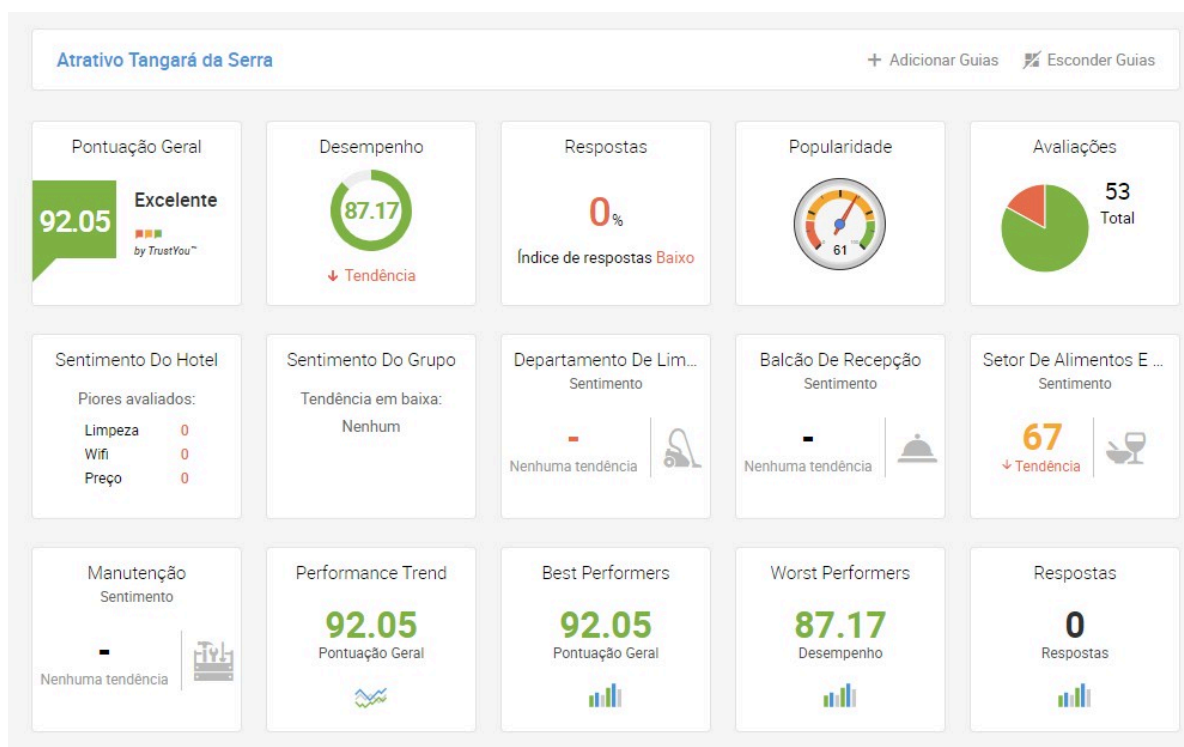 Atrativo Tangará da Serra
+ Adicionar Guias
Esconder Guias
Pontuação Geral
92.05
Excelente
by TrustYou™
Desempenho
87.17
Tendência
Respostas
0%
Índice de respostas Baixo
Popularidade
61
Avaliações
53
Total
Sentimento Do Hotel
Piores avaliados:
Limpeza 0
Wifi 0
Preço 0
Sentimento Do Grupo
Tendência em baixa:
Nenhum
Departamento De Lim...
Sentimento
-
Nenhuma tendência
Balcão De Recepção
Sentimento
-
Nenhuma tendência
Setor De Alimentos E ...
Sentimento
67
Tendência
Manutenção
Sentimento
-
Nenhuma tendência
Performance Trend
92.05
Pontuação Geral
Best Performers
92.05
Pontuação Geral
Worst Performers
87.17
Desempenho
Respostas
0
Respostas